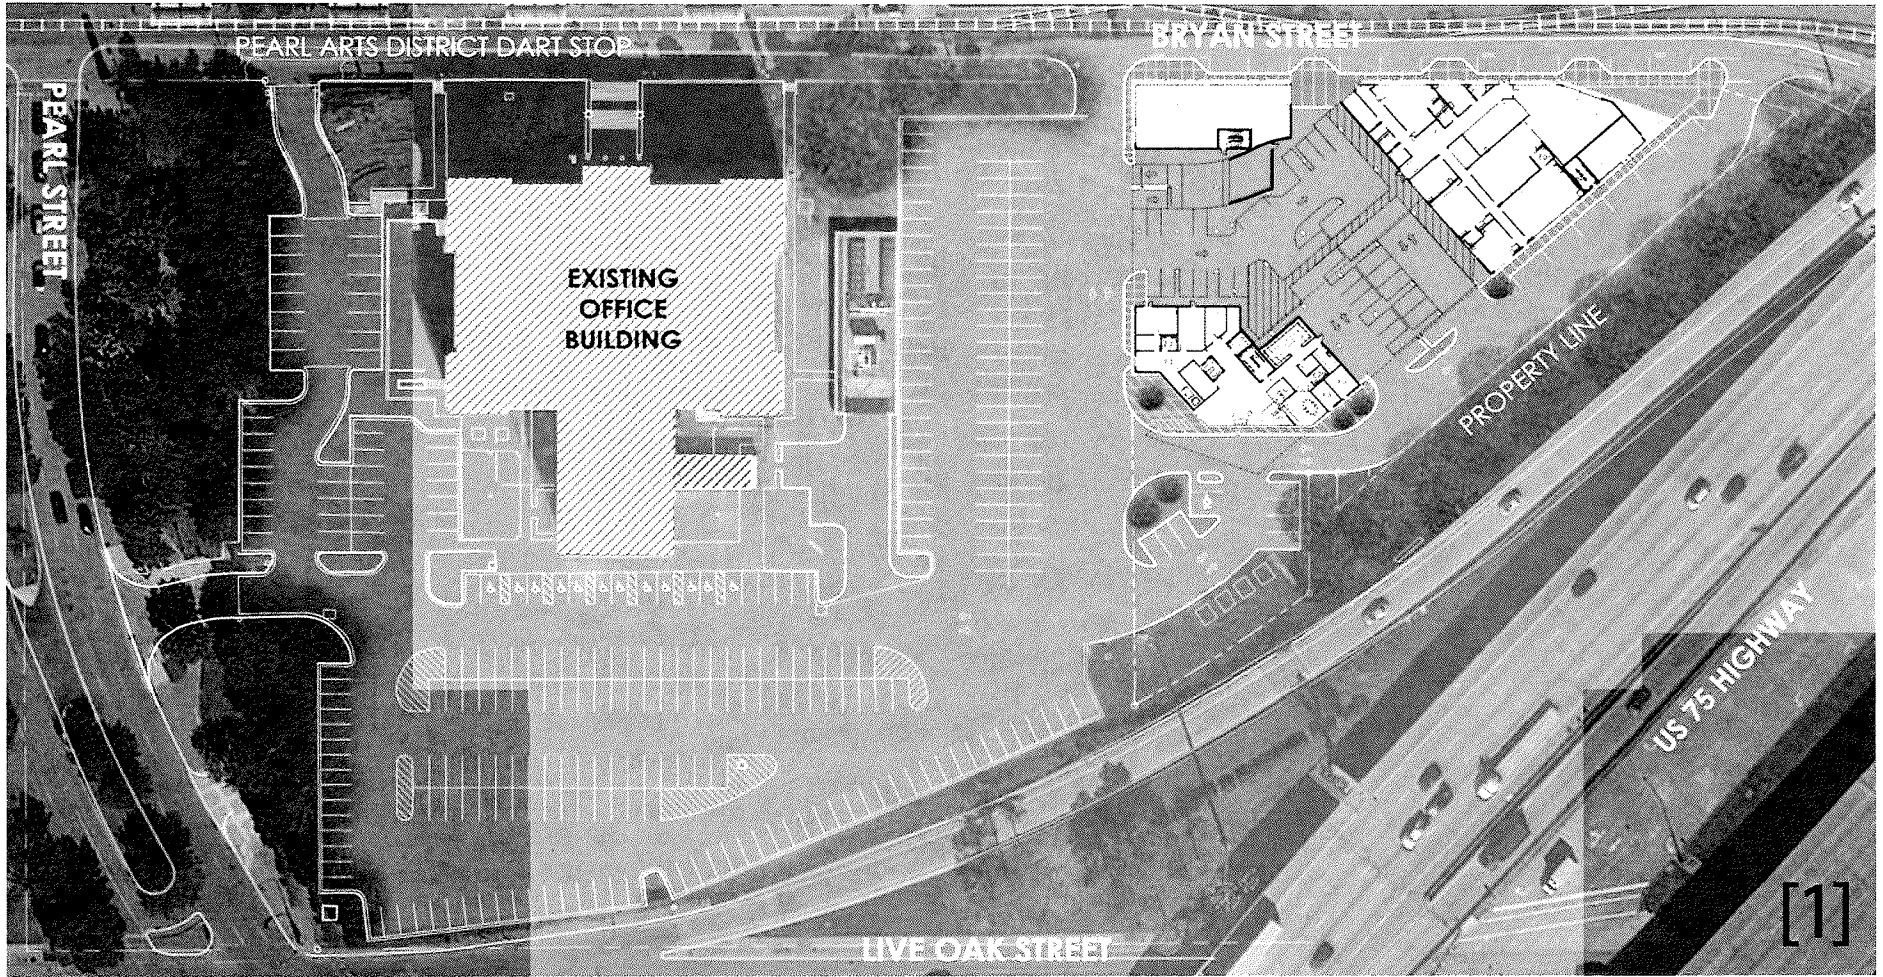 PEARL ARTS DISTRICT DART STOP
BRYAN STREET
PEARL STREET
EXISTING
OFFICE
BUILDING
PROPERTY LINE
US 75 HIGHWAY
[1]
LIVE OAK STREET